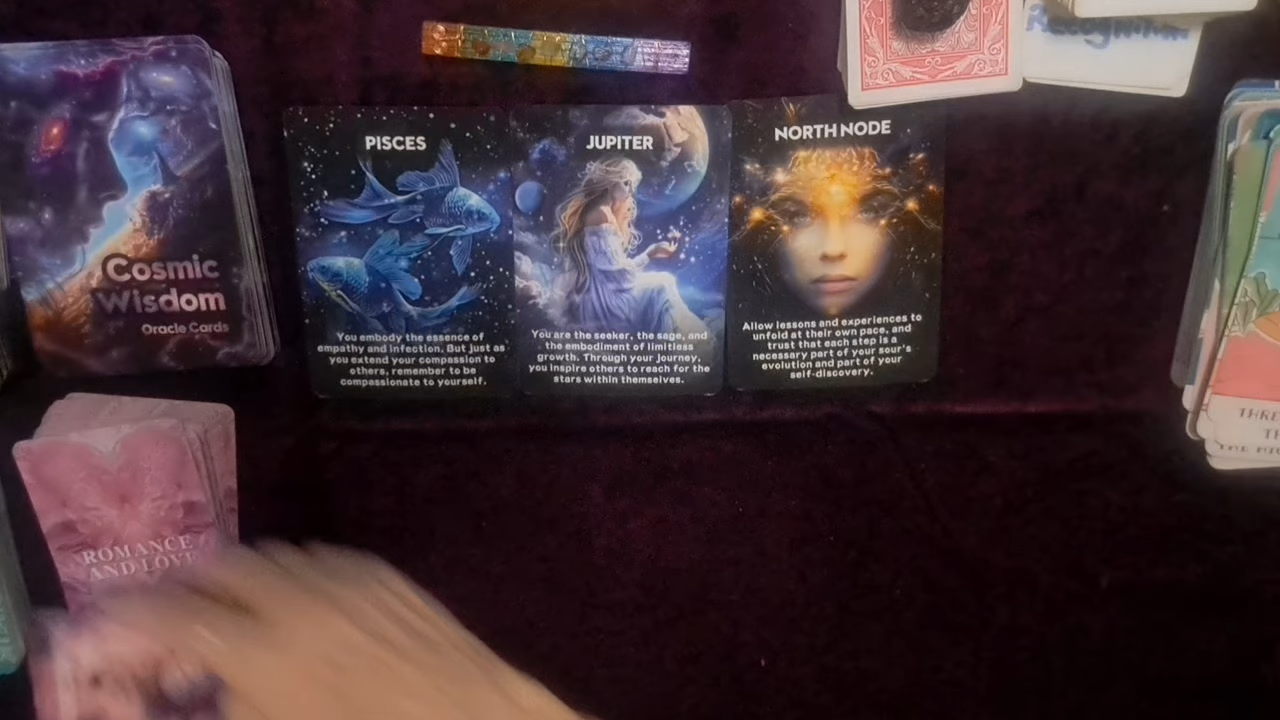 Cosmic
Wisdom
Oracle Cards
PISCES
You embody the essence of
empathy and infection. But just as
you extend your compassion to
others, remember to be
compassionate to yourself.
JUPITER
You are the seeker, the sage, and
the embodiment of limitless
growth. Through your journey,
you inspire others to reach for the
stars within themselves.
NORTH NODE
Allow lessons and experiences to
unfold at their own pace, and
trust that each step is a
necessary part of your sour's
evolution and part of your
self-discovery.
Recognition
ROMANCE
AND LOVE
THRE
TH